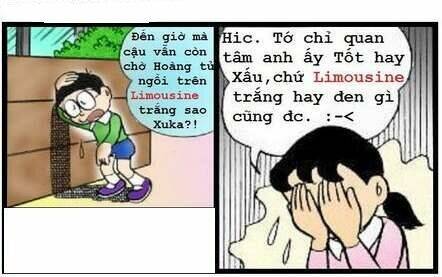 Đến giờ mà
cậu vẫn còn
chờ Hoàng tử
ngồi trên
Limousine
trắng sao
Xuka?!
Hic. Tớ chỉ quan
tâm anh ấy Tốt hay
Xấu,chứ Limousine
trắng hay đen gì
cũng đc. :-<